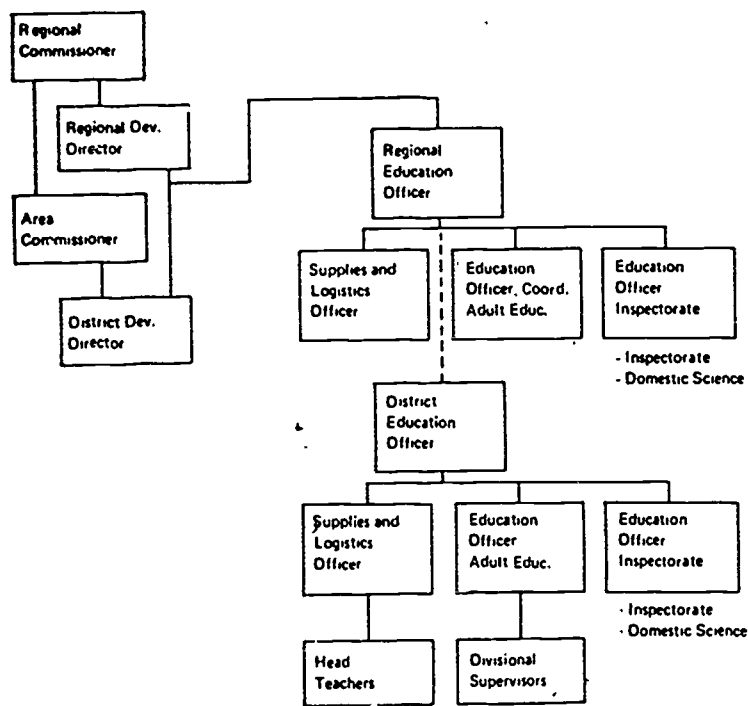 Regional
Commissioner
Regional Dev.
Director
Area
Commissioner
District Dev.
Director
Regional
Education
Officer
Supplies and
Logistics
Officer
Education
Officer, Coord.
Adult Educ.
Education
Officer
Inspectorate
- Inspectorate
- Domestic Science
District
Education
Officer
Supplies and
Logistics
Officer
Education
Officer
Adult Educ.
Education
Officer
Inspectorate
- Inspectorate
- Domestic Science
Head
Teachers
Divisional
Supervisors